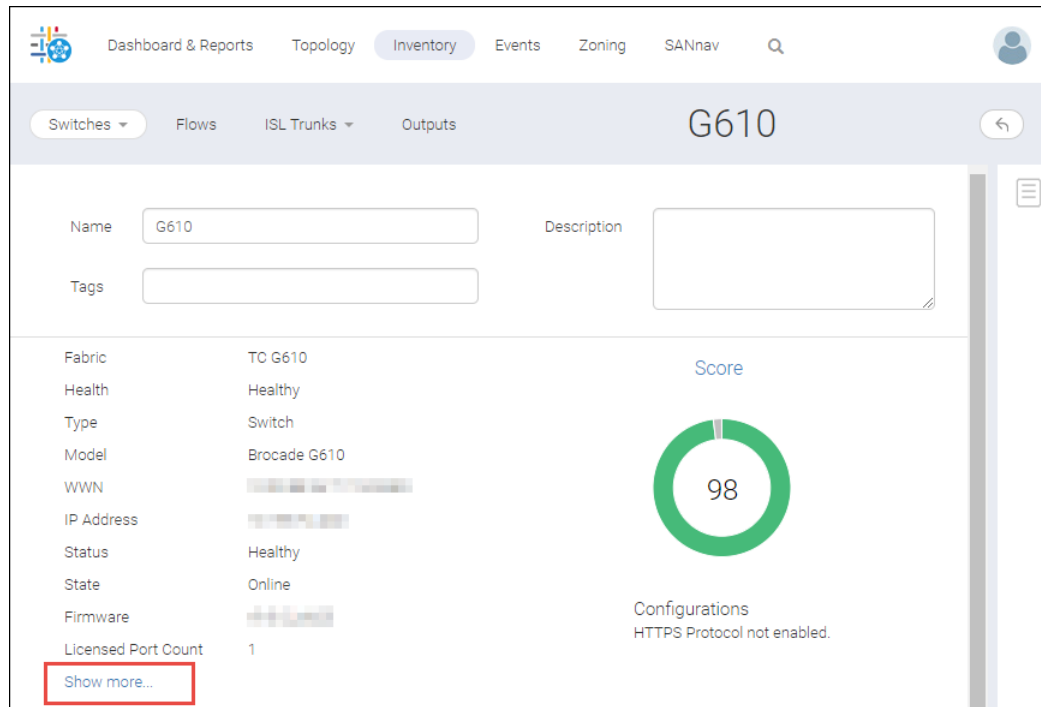 Dashboard & Reports Topology Inventory Events Zoning SANnav
Switches Flows ISL Trunks Outputs G610
Name G610 Description
Tags
Fabric TC G610
Health Healthy
Type Switch
Model Brocade G610
WWN
IP Address
Status Healthy
State Online
Firmware
Licensed Port Count 1
Show more...
Score
98
Configurations
HTTPS Protocol not enabled.